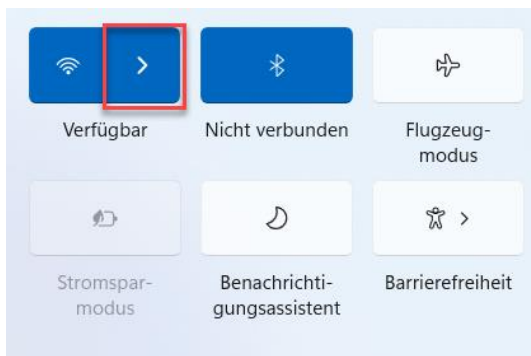 Verfügbar
Nicht verbunden
Flugzeug-
modus
Stromspar-
modus
Benachrichti-
gungsassistent
Barrierefreiheit